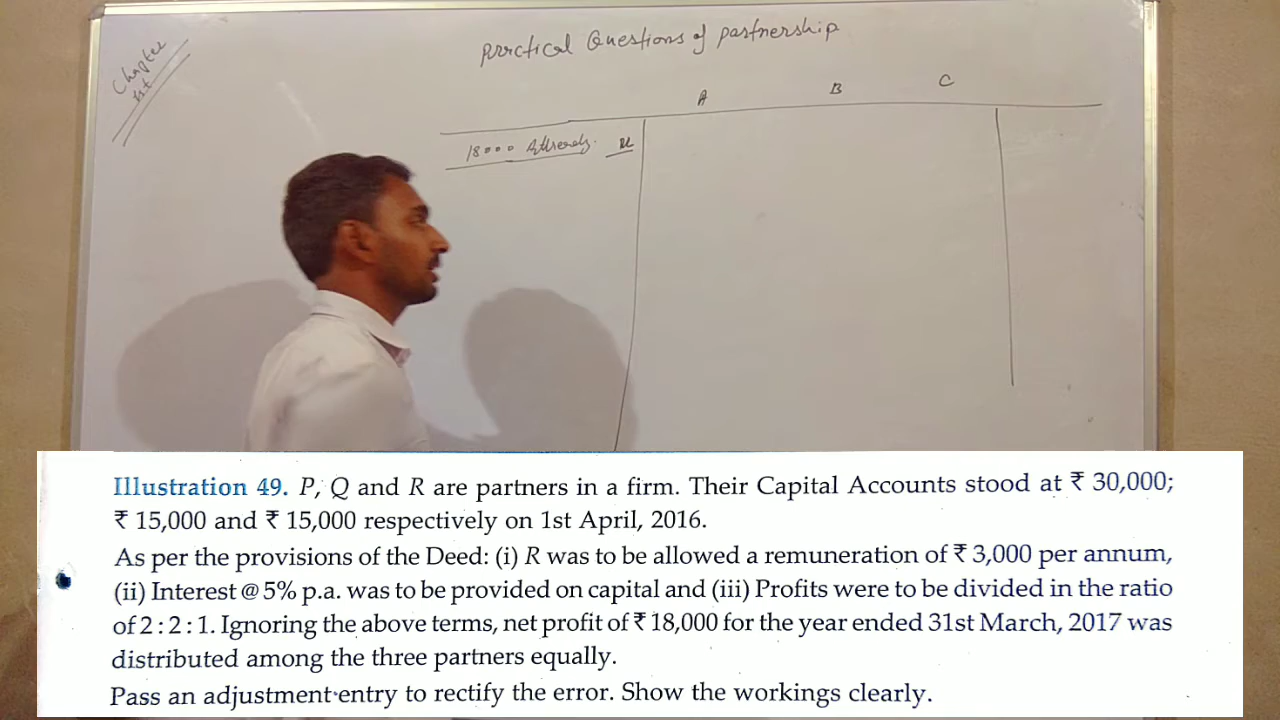 Chapter
1st
Prrctical Questions of partnership
A B C
18000 Already
Illustration 49. P, Q and R are partners in a firm. Their Capital Accounts stood at ₹ 30,000;
₹ 15,000 and ₹ 15,000 respectively on 1st April, 2016.
As per the provisions of the Deed: (i) R was to be allowed a remuneration of ₹ 3,000 per annum,
(ii) Interest @ 5% p.a. was to be provided on capital and (iii) Profits were to be divided in the ratio
of 2 : 2 : 1. Ignoring the above terms, net profit of ₹ 18,000 for the year ended 31st March, 2017 was
distributed among the three partners equally.
Pass an adjustment entry to rectify the error. Show the workings clearly.